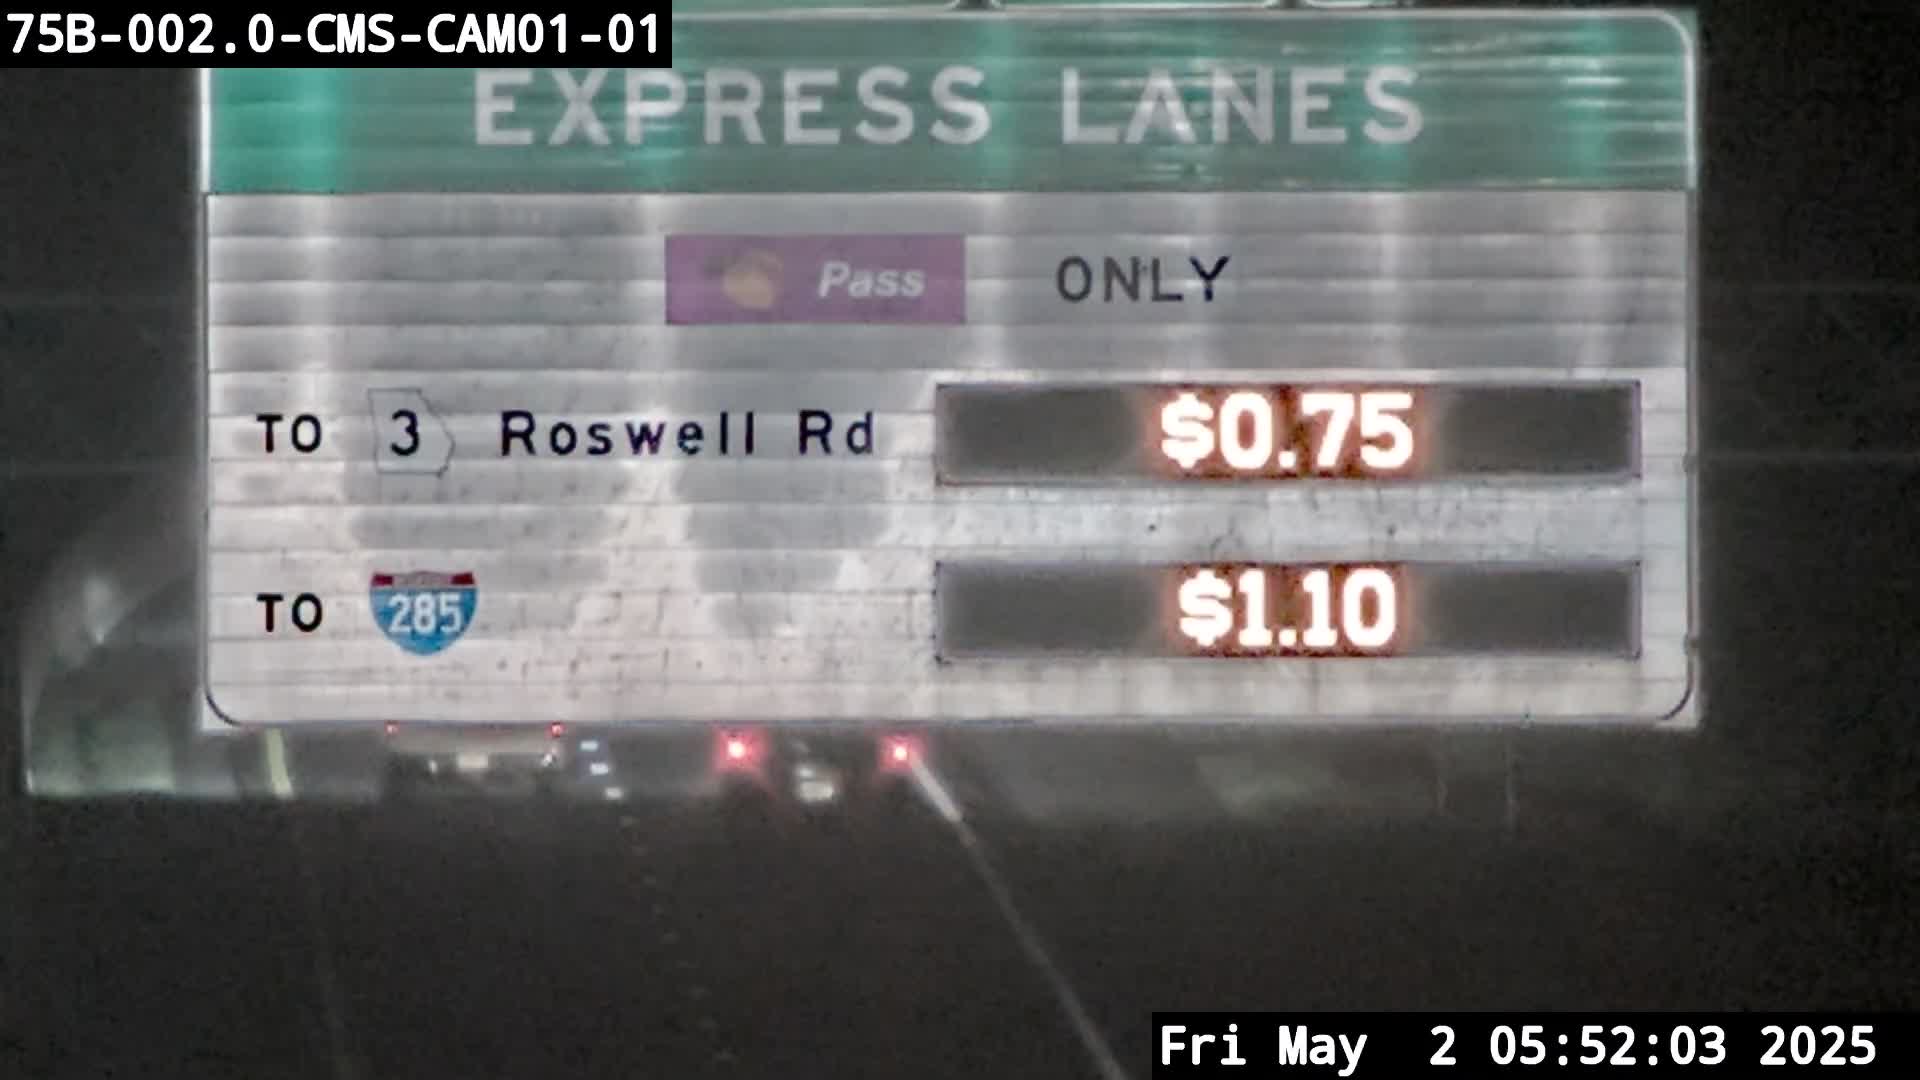 75B-002.0-CMS-CAM01-01
EXPRESS LANES
Pass ONLY
TO 3 Roswell Rd $0.75
TO 285 $1.10
Fri May 2 05:52:03 2025